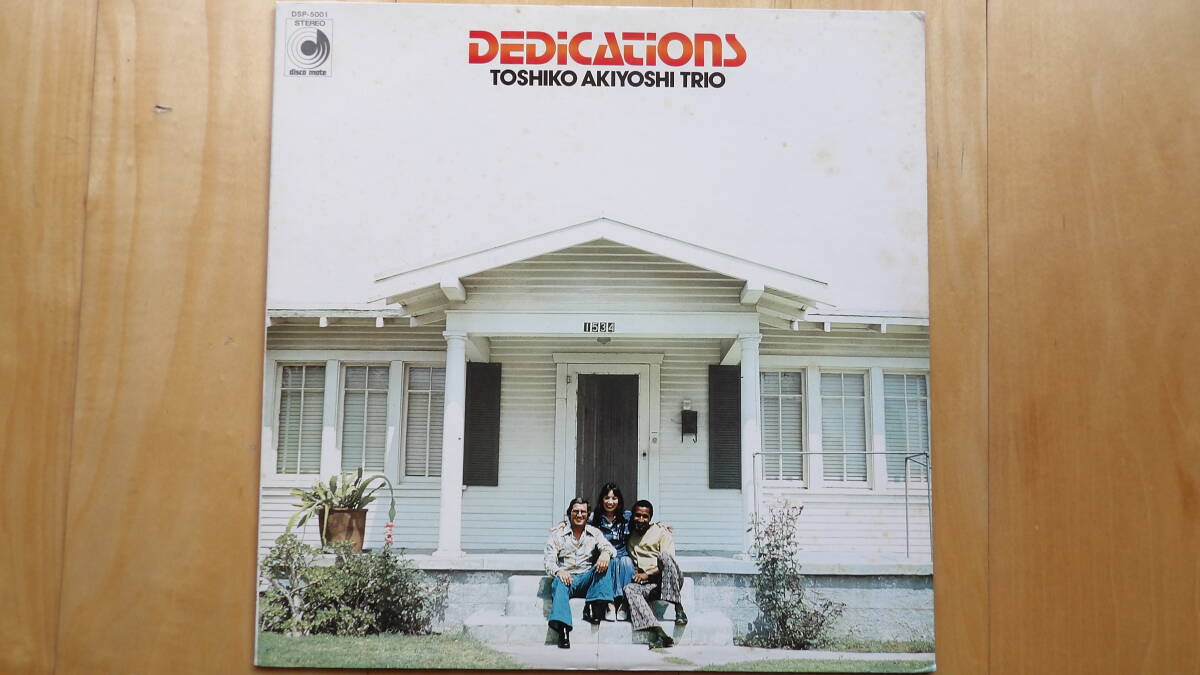 DSP-5001
STEREO
disco mate
DEDiCATiONS
TOSHIKO AKIYOSHI TRIO
1534